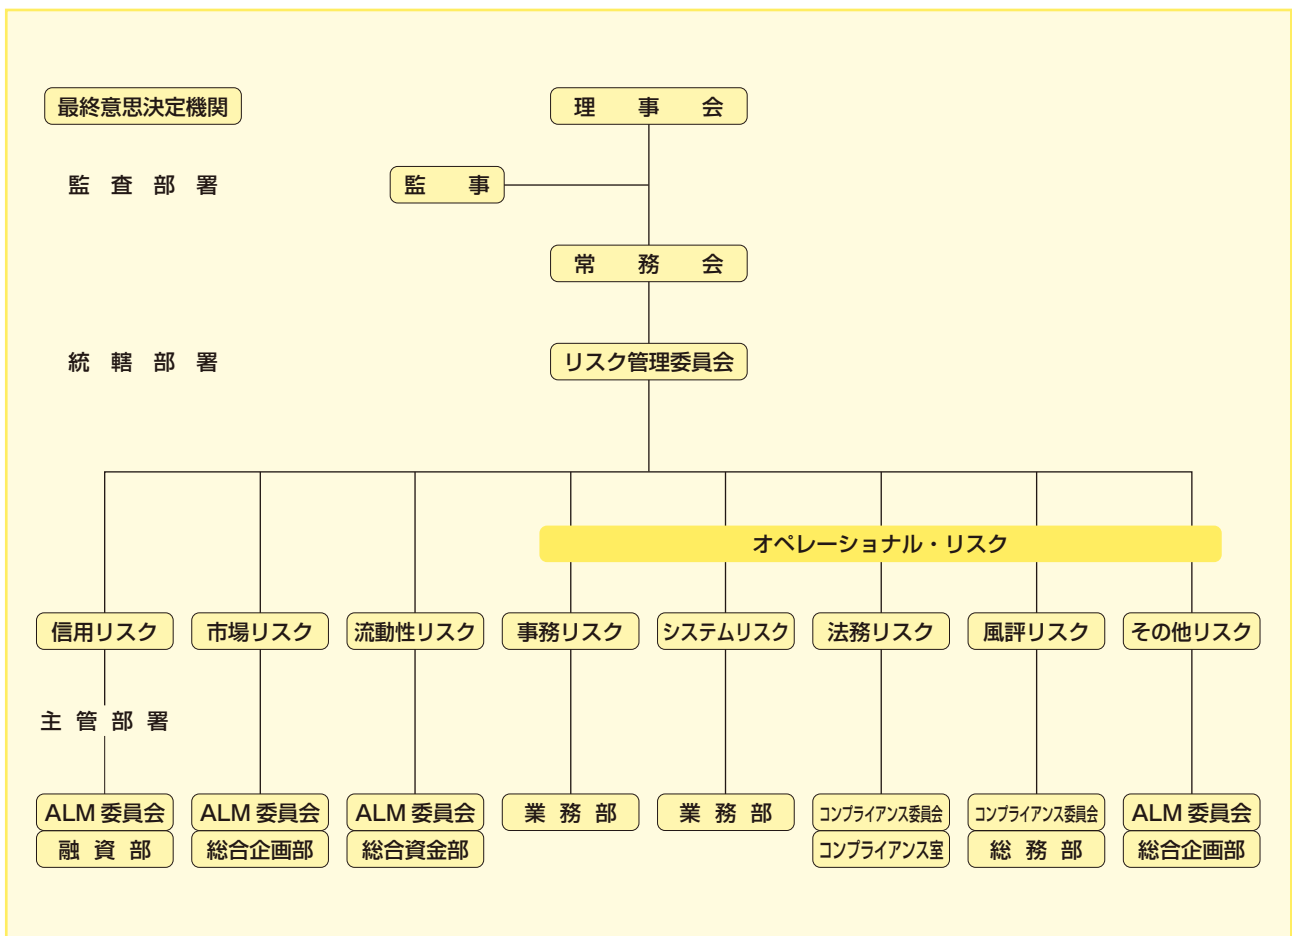 最終意思決定機関
理事会
監査部署
監事
常務会
統轄部署
リスク管理委員会
オペレーショナル・リスク
信用リスク
市場リスク
流動性リスク
事務リスク
システムリスク
法務リスク
風評リスク
その他リスク
主管部署
ALM 委員会
ALM 委員会
ALM 委員会
業務部
業務部
コンプライアンス委員会
コンプライアンス委員会
ALM 委員会
融資部
総合企画部
総合資金部
コンプライアンス室
総務部
総合企画部